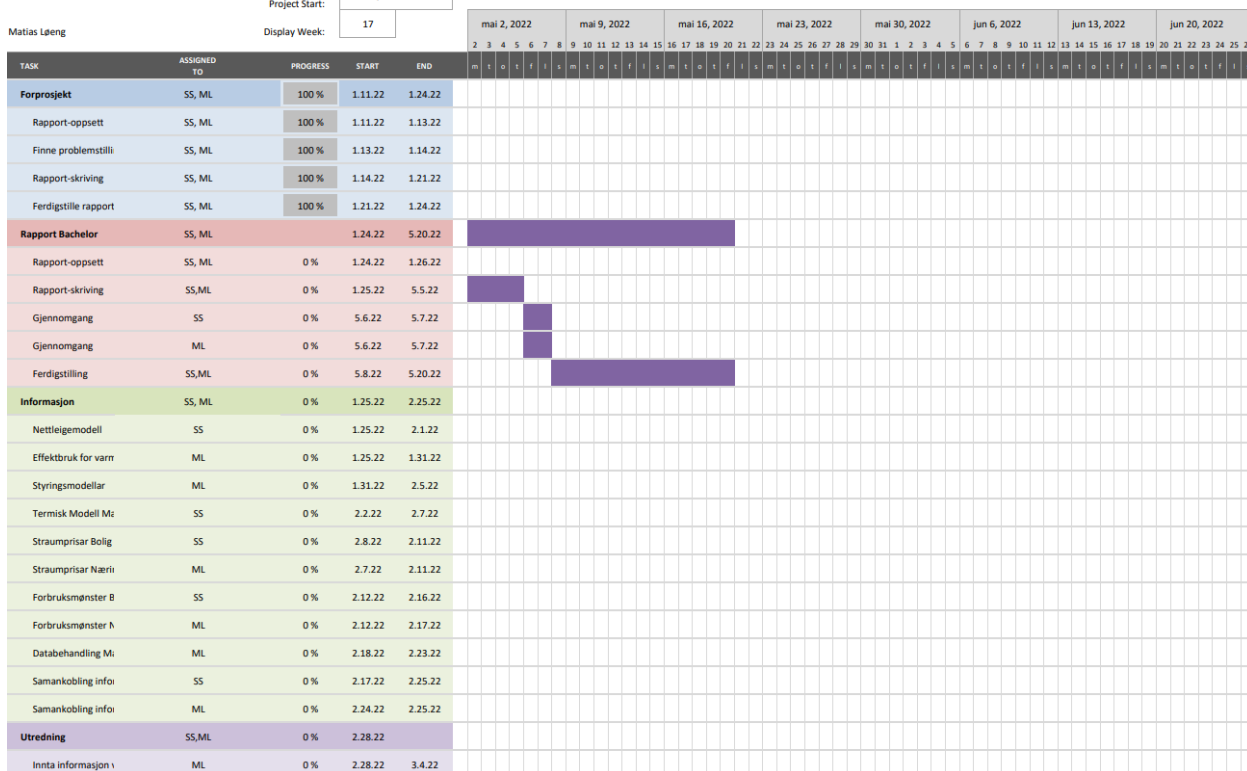 Project Start:
Matias Løeng Display Week: 17
mai 2, 2022 mai 9, 2022 mai 16, 2022 mai 23, 2022 mai 30, 2022 jun 6, 2022 jun 13, 2022 jun 20, 2022
2 3 4 5 6 7 8 9 10 11 12 13 14 15 16 17 18 19 20 21 22 23 24 25 26 27 28 29 30 31 1 2 3 4 5 6 7 8 9 10 11 12 13 14 15 16 17 18 19 20 21 22 23 24 25
TASK ASSIGNED TO PROGRESS START END m t o t f l s m t o t f l s m t o t f l s m t o t f l s m t o t f l s m t o t f l s m t o t f l s m t o t f l
Forprosjekt SS, ML 100 % 1.11.22 1.24.22
Rapport-oppsett SS, ML 100 % 1.11.22 1.13.22
Finne problemstilli SS, ML 100 % 1.13.22 1.14.22
Rapport-skriving SS, ML 100 % 1.14.22 1.21.22
Ferdigstille rapport SS, ML 100 % 1.21.22 1.24.22
Rapport Bachelor SS, ML 1.24.22 5.20.22
Rapport-oppsett SS, ML 0 % 1.24.22 1.26.22
Rapport-skriving SS,ML 0 % 1.25.22 5.5.22
Gjennomgang SS 0 % 5.6.22 5.7.22
Gjennomgang ML 0 % 5.6.22 5.7.22
Ferdigstilling SS,ML 0 % 5.8.22 5.20.22
Informasjon SS, ML 0 % 1.25.22 2.25.22
Nettleigemodell SS 0 % 1.25.22 2.1.22
Effektbruk for varm ML 0 % 1.25.22 1.31.22
Styringsmodellar ML 0 % 1.31.22 2.5.22
Termisk Modell Ma SS 0 % 2.2.22 2.7.22
Straumprisar Bolig SS 0 % 2.8.22 2.11.22
Straumprisar Nærin ML 0 % 2.7.22 2.11.22
Forbruksmønster B SS 0 % 2.12.22 2.16.22
Forbruksmønster N ML 0 % 2.12.22 2.17.22
Databehandling Ma ML 0 % 2.18.22 2.23.22
Samankobling infor SS 0 % 2.17.22 2.25.22
Samankobling infor ML 0 % 2.24.22 2.25.22
Utredning SS,ML 0 % 2.28.22
Innta informasjon v ML 0 % 2.28.22 3.4.22